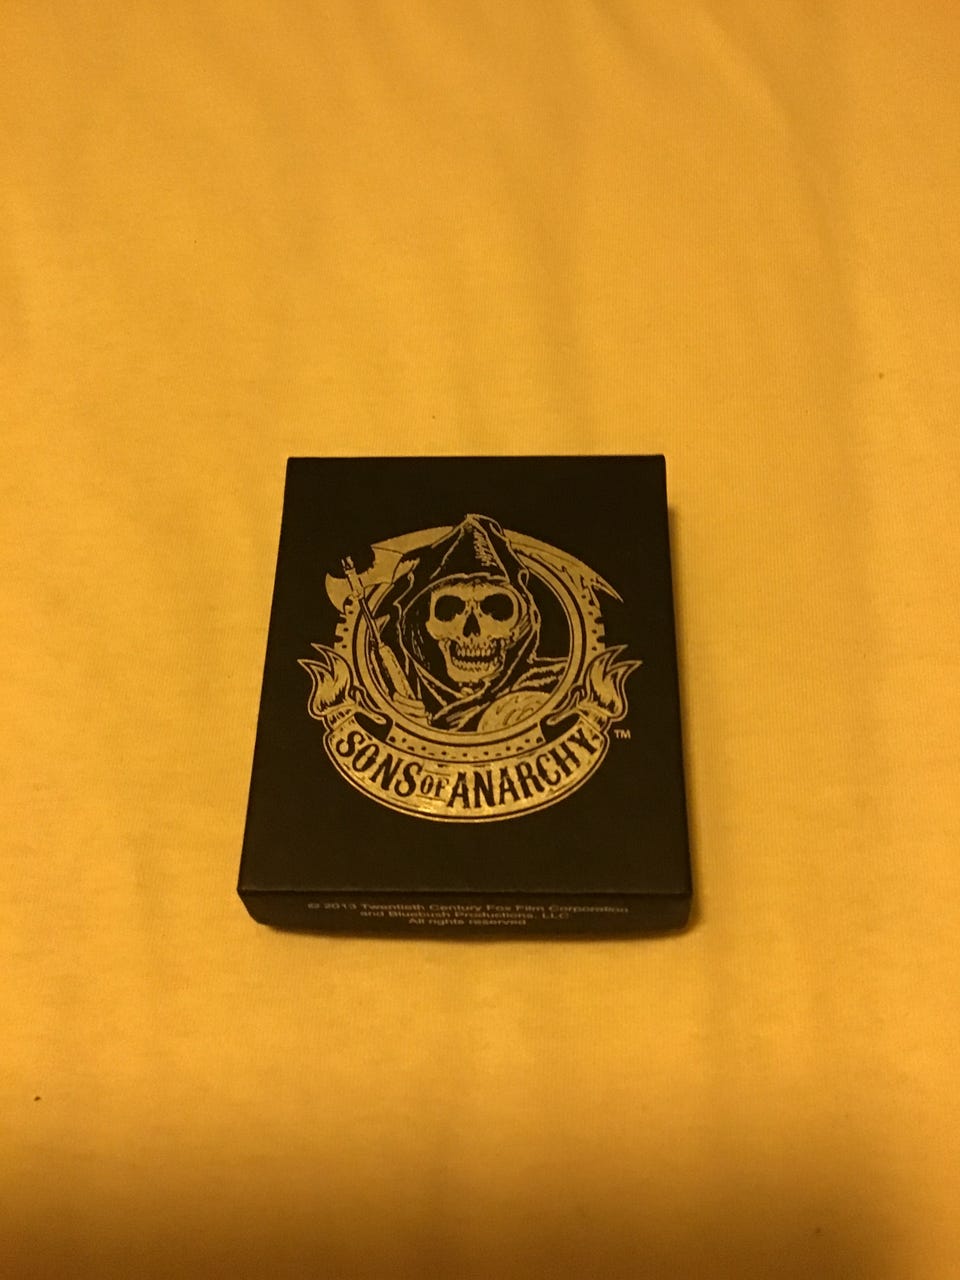 SONS OF ANARCHY
TM
© 2013 Twentieth Century Fox Film Corporation
and Bluebush Productions, LLC
All rights reserved